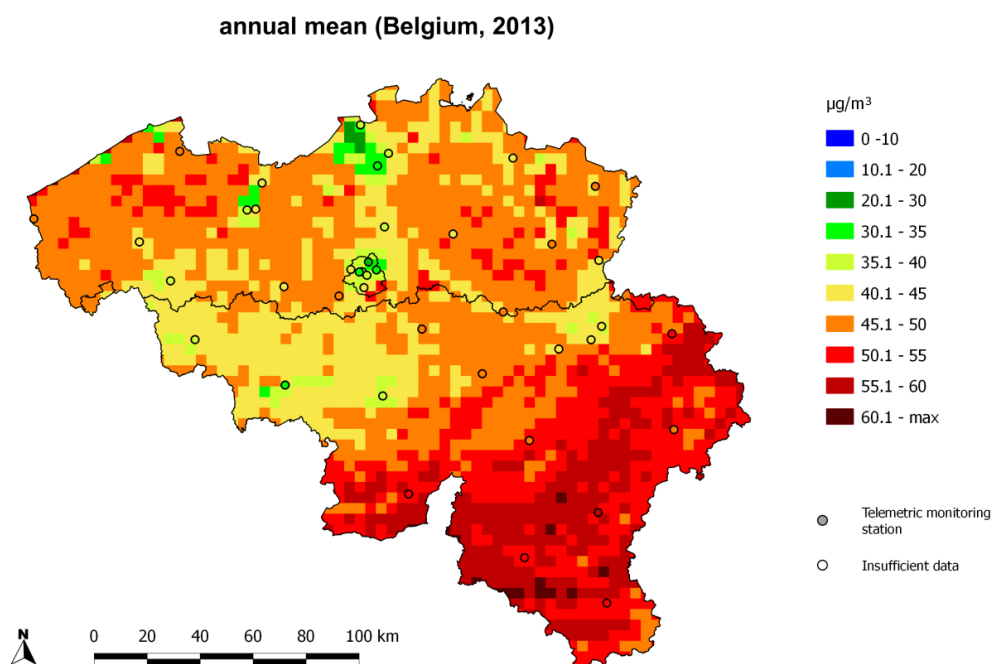 annual mean (Belgium, 2013)
µg/m³
0 -10
10.1 - 20
20.1 - 30
30.1 - 35
35.1 - 40
40.1 - 45
45.1 - 50
50.1 - 55
55.1 - 60
60.1 - max
Telemetric monitoring
station
Insufficient data
N
0 20 40 60 80 100 km